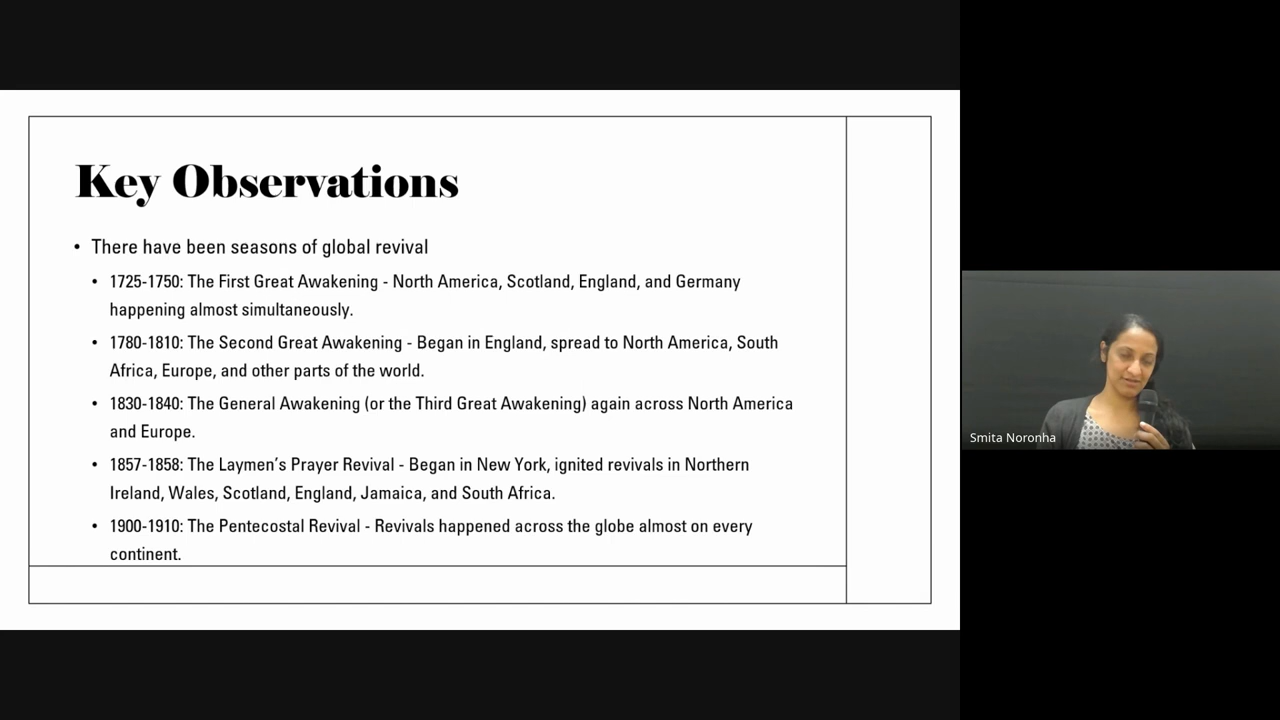 Key Observations
• There have been seasons of global revival
• 1725-1750: The First Great Awakening - North America, Scotland, England, and Germany
happening almost simultaneously.
• 1780-1810: The Second Great Awakening - Began in England, spread to North America, South
Africa, Europe, and other parts of the world.
• 1830-1840: The General Awakening (or the Third Great Awakening) again across North America
and Europe.
• 1857-1858: The Laymen’s Prayer Revival - Began in New York, ignited revivals in Northern
Ireland, Wales, Scotland, England, Jamaica, and South Africa.
• 1900-1910: The Pentecostal Revival - Revivals happened across the globe almost on every
continent.
Smita Noronha